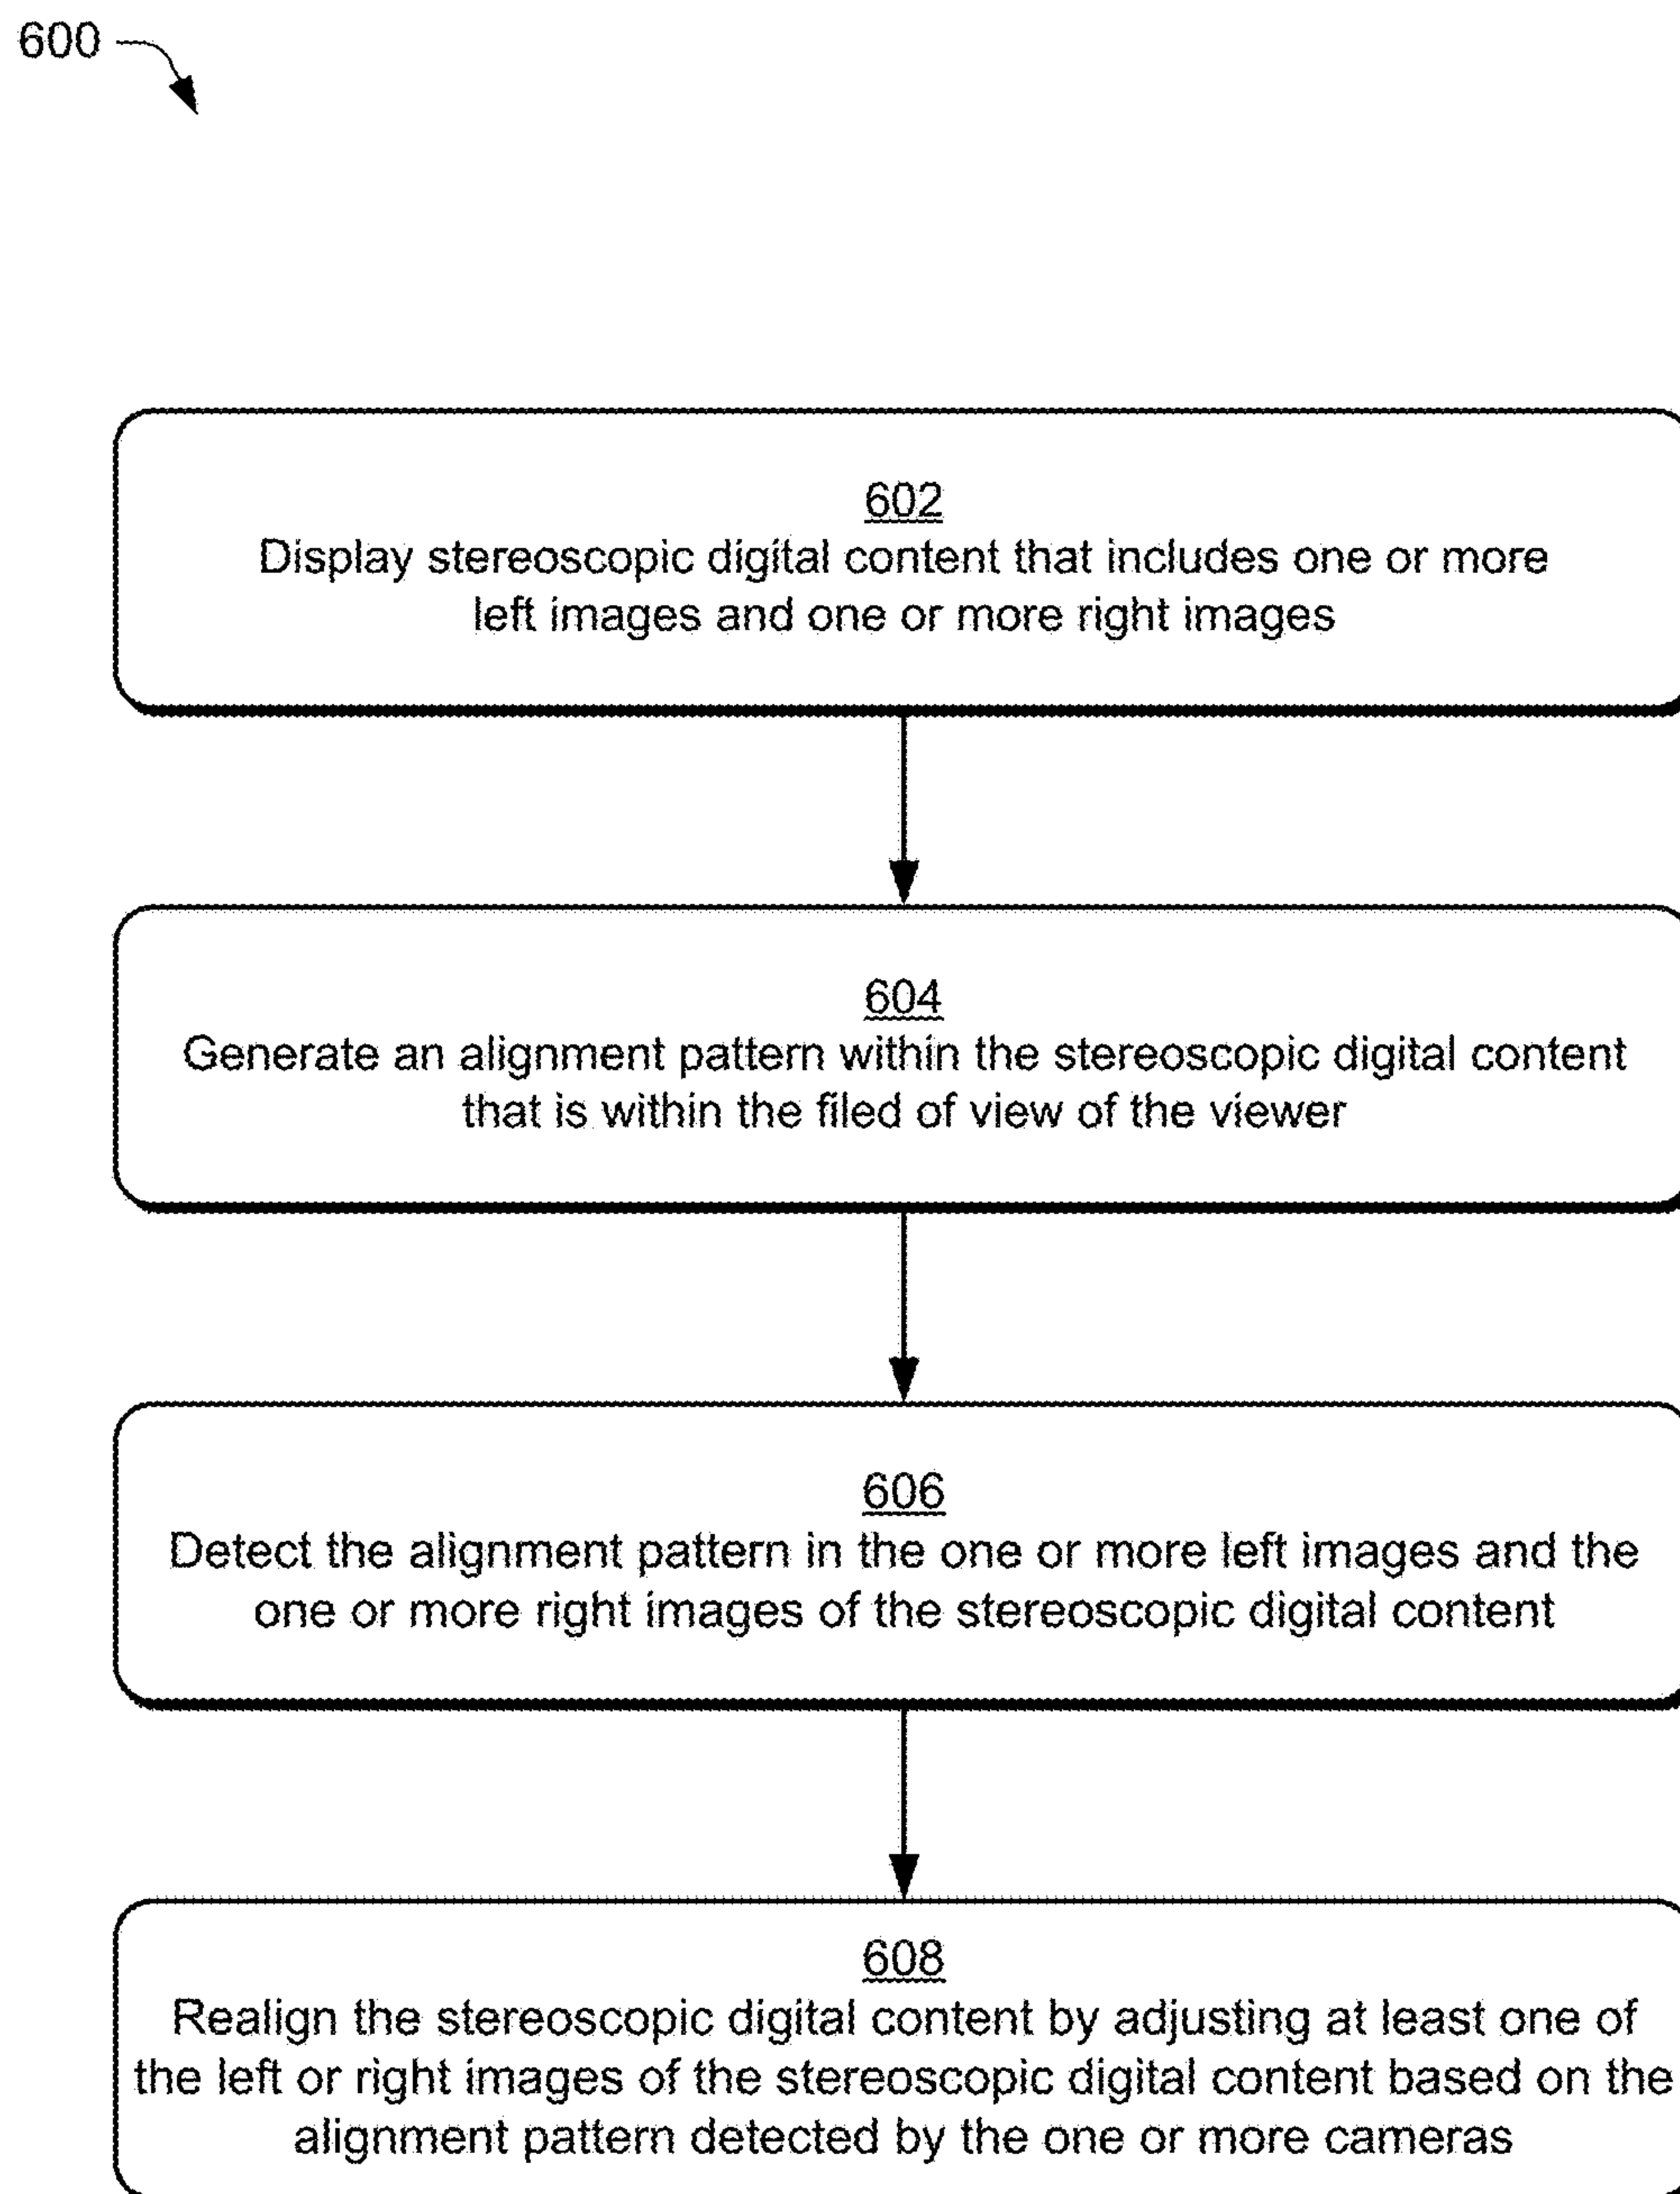 600
602
Display stereoscopic digital content that includes one or more
left images and one or more right images
604
Generate an alignment pattern within the stereoscopic digital content
that is within the filed of view of the viewer
606
Detect the alignment pattern in the one or more left images and the
one or more right images of the stereoscopic digital content
608
Realign the stereoscopic digital content by adjusting at least one of
the left or right images of the stereoscopic digital content based on the
alignment pattern detected by the one or more cameras